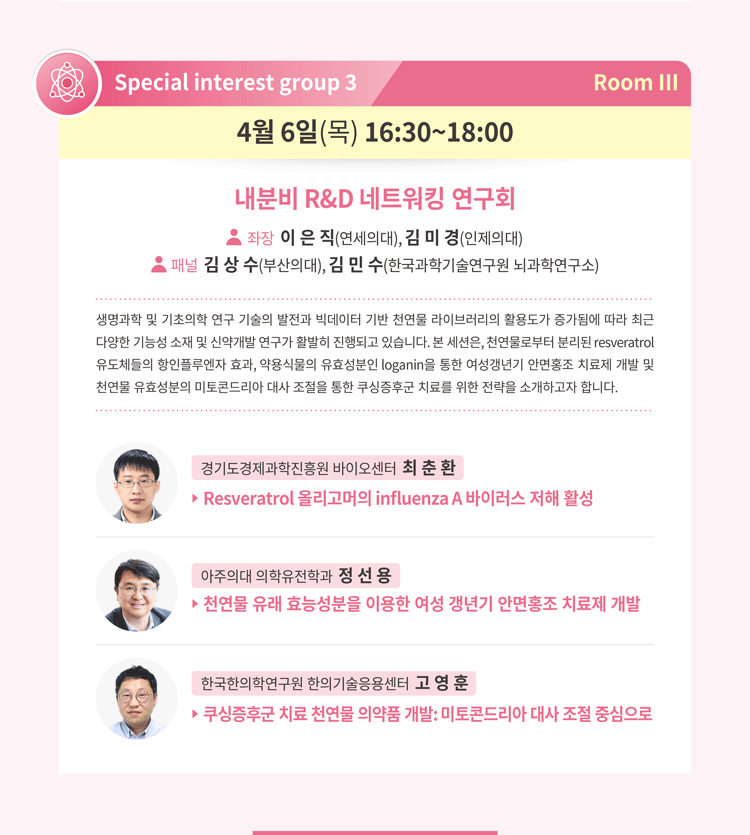 Special interest group 3
Room III
4월 6일(목) 16:30~18:00
내분비 R&D 네트워킹 연구회
좌장 이 은 직(연세의대), 김 미 경(인제의대)
패널 김 상 수(부산의대), 김 민 수(한국과학기술연구원 뇌과학연구소)
생명과학 및 기초의학 연구 기술의 발전과 빅데이터 기반 천연물 라이브러리의 활용도가 증가됨에 따라 최근
다양한 기능성 소재 및 신약개발 연구가 활발히 진행되고 있습니다. 본 세션은, 천연물로부터 분리된 resveratrol
유도체들의 항인플루엔자 효과, 약용식물의 유효성분인 loganin을 통한 여성갱년기 안면홍조 치료제 개발 및
천연물 유효성분의 미토콘드리아 대사 조절을 통한 쿠싱증후군 치료를 위한 전략을 소개하고자 합니다.
경기도경제과학진흥원 바이오센터 최 춘 환
Resveratrol 올리고머의 influenza A 바이러스 저해 활성
아주의대 의학유전학과 정 선 용
천연물 유래 효능성분을 이용한 여성 갱년기 안면홍조 치료제 개발
한국한의학연구원 한의기술응용센터 고 영 훈
쿠싱증후군 치료 천연물 의약품 개발: 미토콘드리아 대사 조절 중심으로